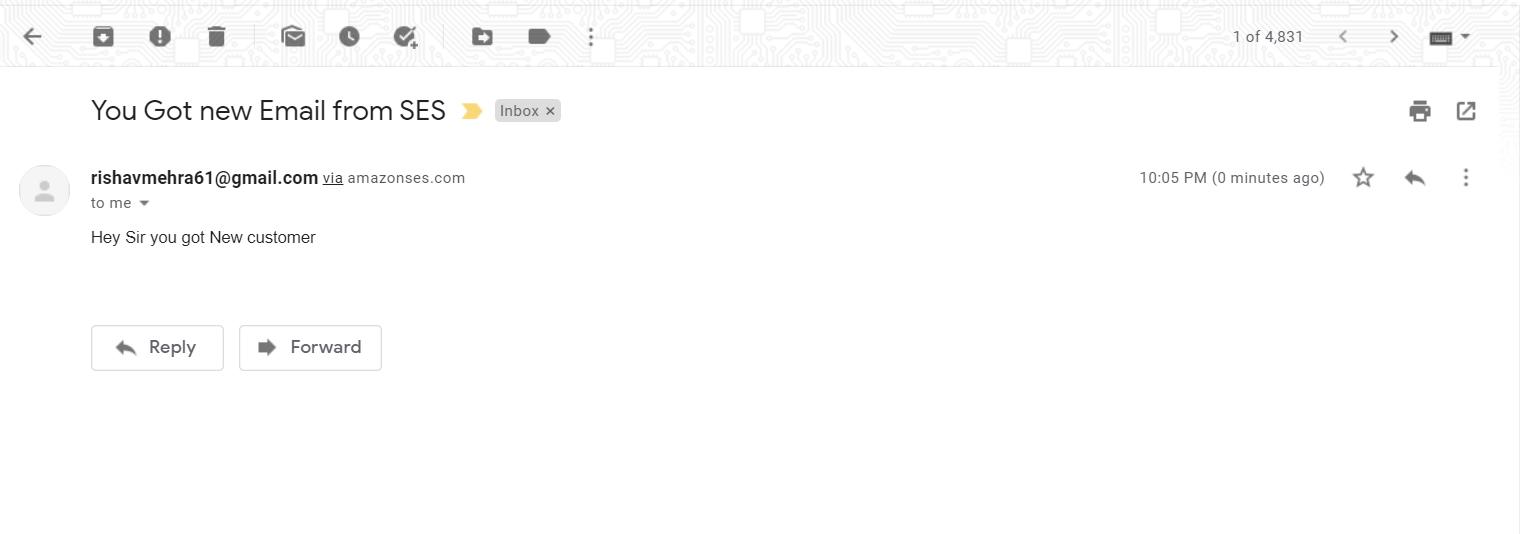 1 of 4,831
You Got new Email from SES Inbox ×
rishavmehra61@gmail.com via amazonses.com 10:05 PM (0 minutes ago)
to me
Hey Sir you got New customer
Reply Forward